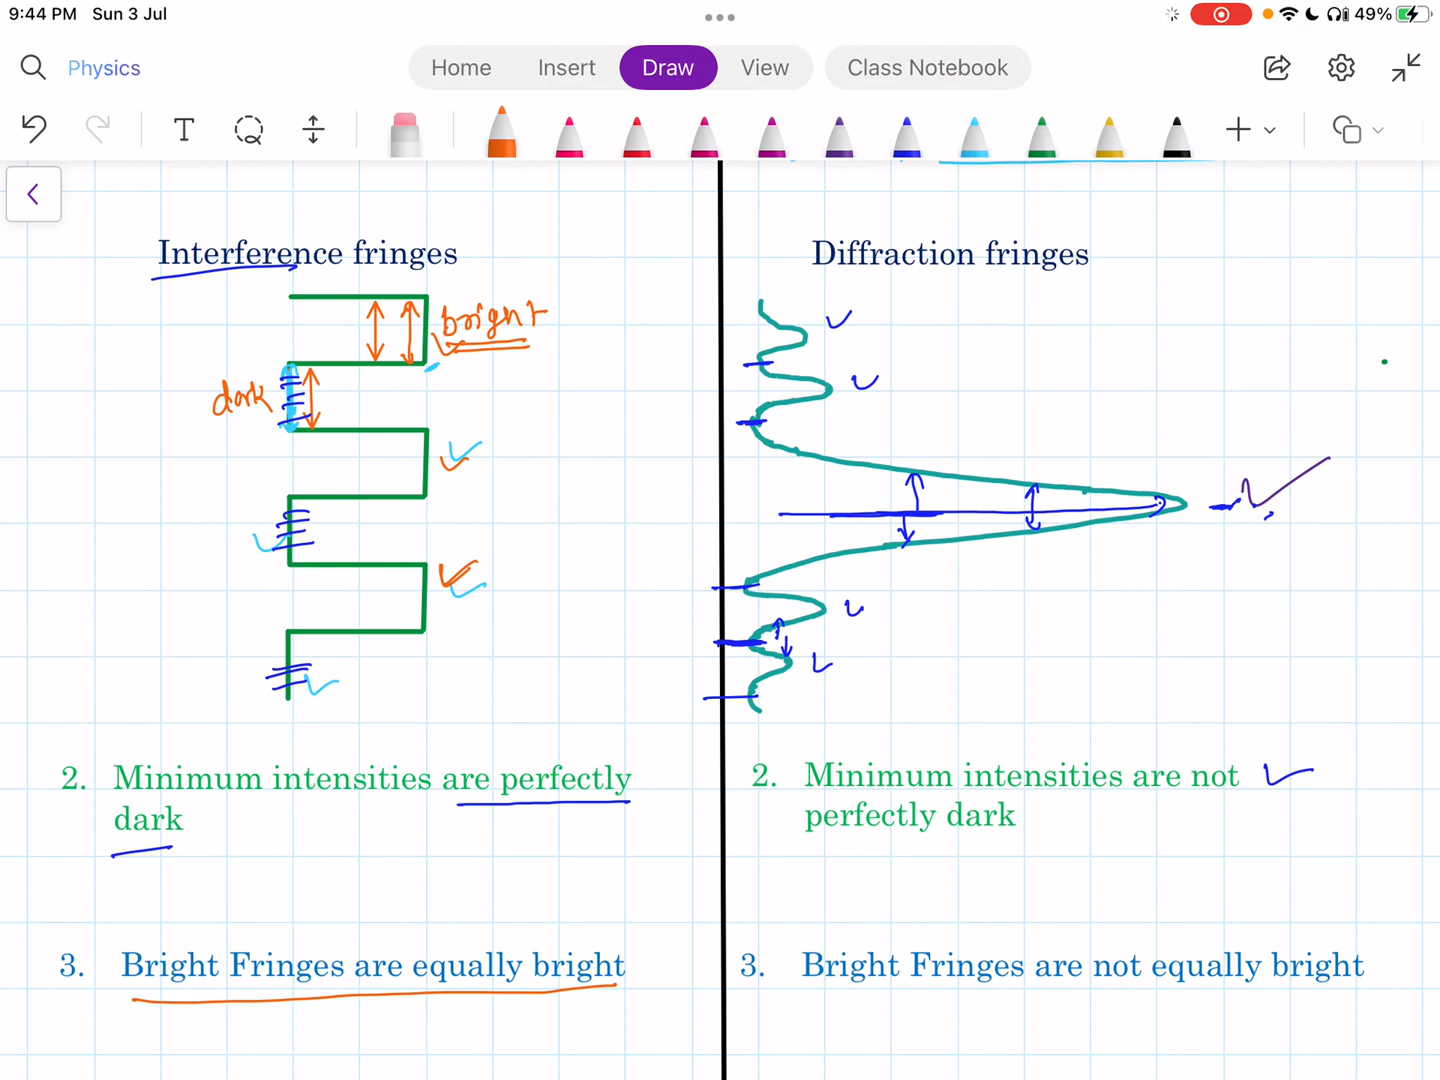 9:44 PM Sun 3 Jul
49%
Physics
Home Insert Draw View Class Notebook
T
Interference fringes
bright
dark
2. Minimum intensities are perfectly
dark
3. Bright Fringes are equally bright
Diffraction fringes
2. Minimum intensities are not
perfectly dark
3. Bright Fringes are not equally bright